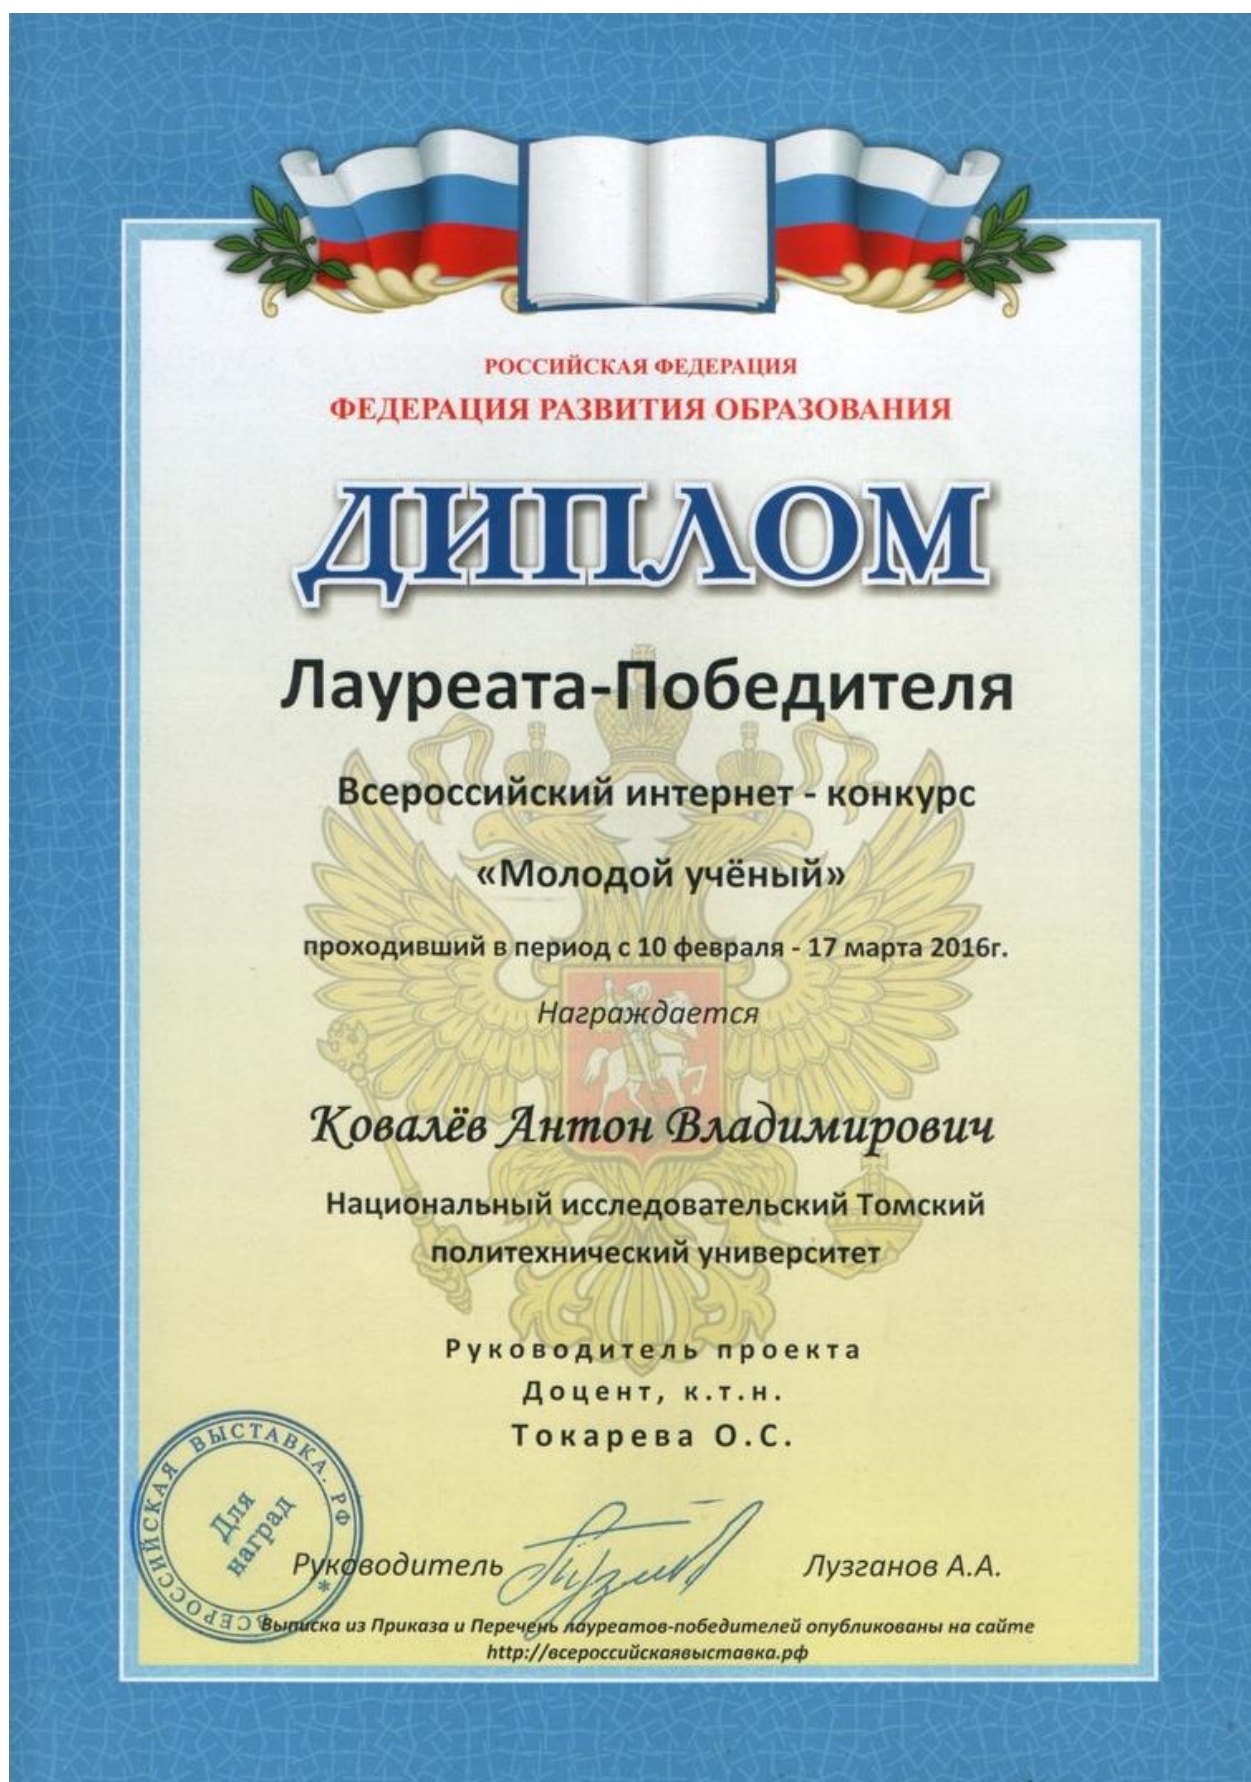 РОССИЙСКАЯ ФЕДЕРАЦИЯ
ФЕДЕРАЦИЯ РАЗВИТИЯ ОБРАЗОВАНИЯ
ДИПЛОМ
Лауреата-Победителя
Всероссийский интернет - конкурс
«Молодой учёный»
проходивший в период с 10 февраля - 17 марта 2016г.
Награждается
Ковалёв Антон Владимирович
Национальный исследовательский Томский
политехнический университет
Руководитель проекта
Доцент, к.т.н.
Токарева О.С.
ВСЕРОССИЙСКАЯ ВЫСТАВКА.РФ *
Для
наград
Руководитель Лузганов А.А.
Выписка из Приказа и Перечень лауреатов-победителей опубликованы на сайте
http://всероссийскаявыставка.рф